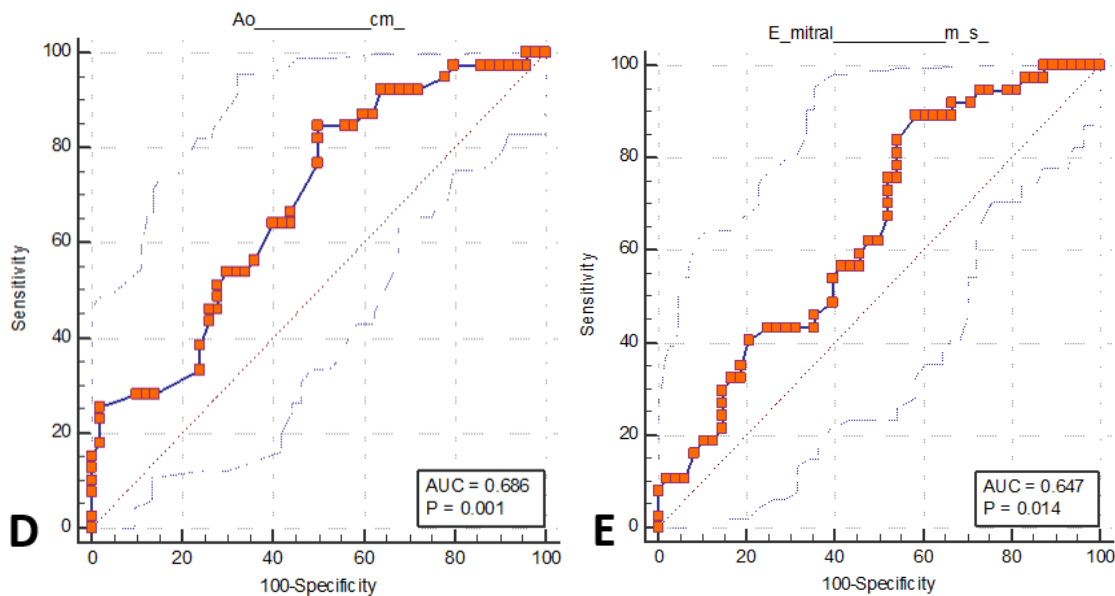 Ao____________cm_
100
80
60
40
20
0
Sensitivity
0 20 40 60 80 100
100-Specificity
AUC = 0.686
P = 0.001
D
E_mitral____________m_s_
100
80
60
40
20
0
Sensitivity
0 20 40 60 80 100
100-Specificity
AUC = 0.647
P = 0.014
E